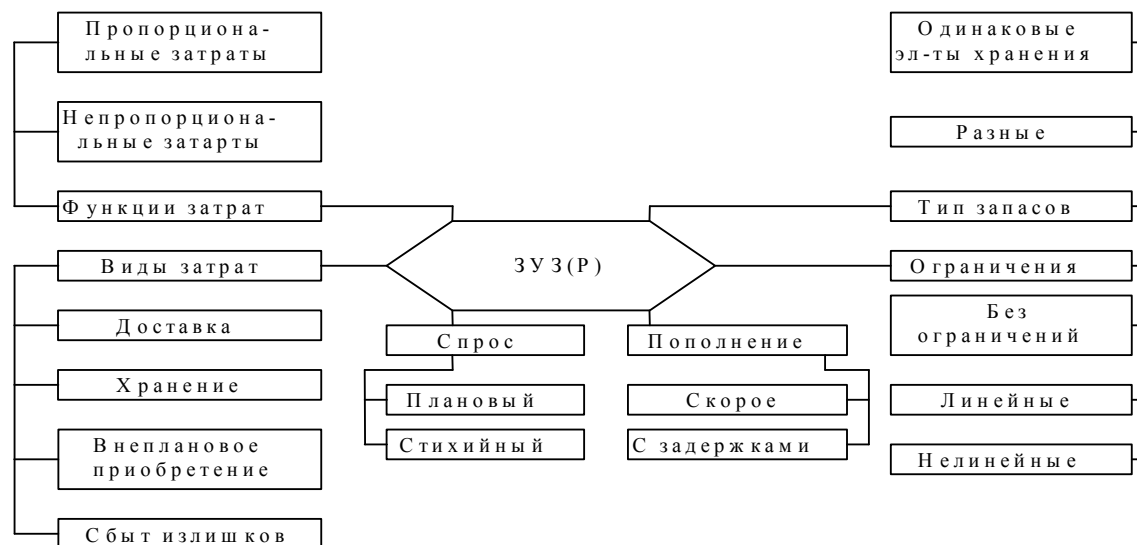 Пропорциона-
льные затраты
Непропорциона-
льные затарты
Функции затрат
Виды затрат
Доставка
Хранение
Внеплановое
приобретение
Сбыт излишков
ЗУЗ(Р)
Спрос
Плановый
Стихийный
Пополнение
Скорое
С задержками
Одинаковые
эл-ты хранения
Разные
Тип запасов
Ограничения
Без
ограничений
Линейные
Нелинейные